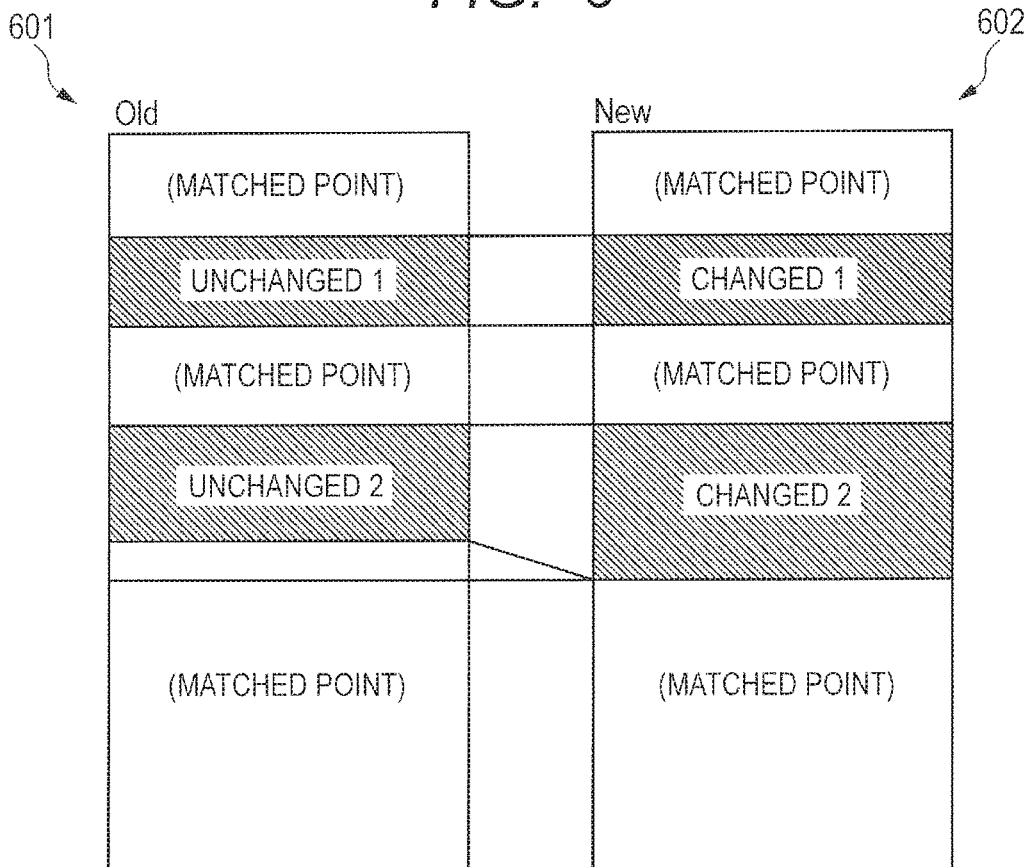 601
602
Old
New
(MATCHED POINT)
(MATCHED POINT)
UNCHANGED 1
CHANGED 1
(MATCHED POINT)
(MATCHED POINT)
UNCHANGED 2
CHANGED 2
(MATCHED POINT)
(MATCHED POINT)